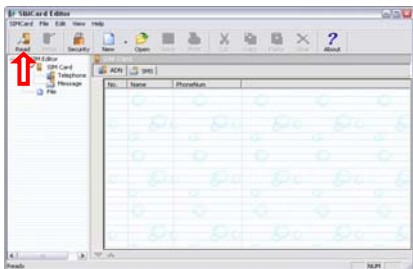 SIMCard Editor
SIMCard File Edit View Help
Read Security New Open About
SIM Editor
SIM Card
Telephone
Message
File
SIM Card
ADN SMS
No. Name PhoneNum
Ready NUM